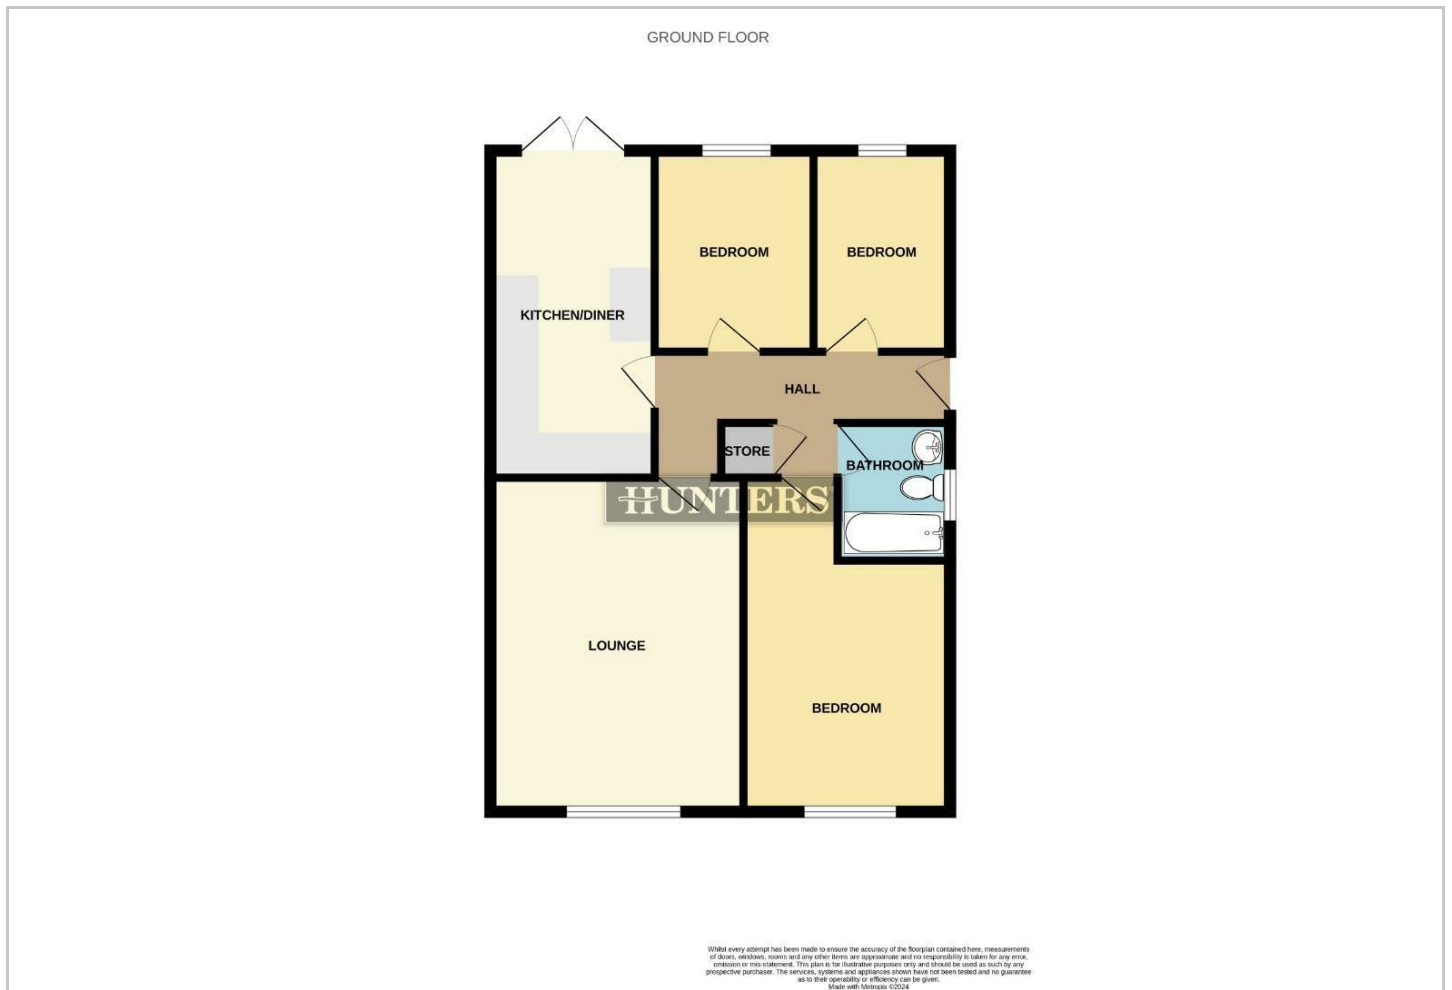 GROUND FLOOR
BEDROOM
BEDROOM
KITCHEN/DINER
HALL
STORE
BATHROOM
HUNTERS
LOUNGE
BEDROOM
Whilst every attempt has been made to ensure the accuracy of the floorplan contained here, measurements
of doors, windows, rooms and any other items are approximate and no responsibility is taken for any error,
omission or mis-statement. This plan is for illustrative purposes only and should be used as such by any
prospective purchaser. The services, systems and appliances shown have not been tested and no guarantee
as to their operability or efficiency can be given.
Made with Metropix ©2024